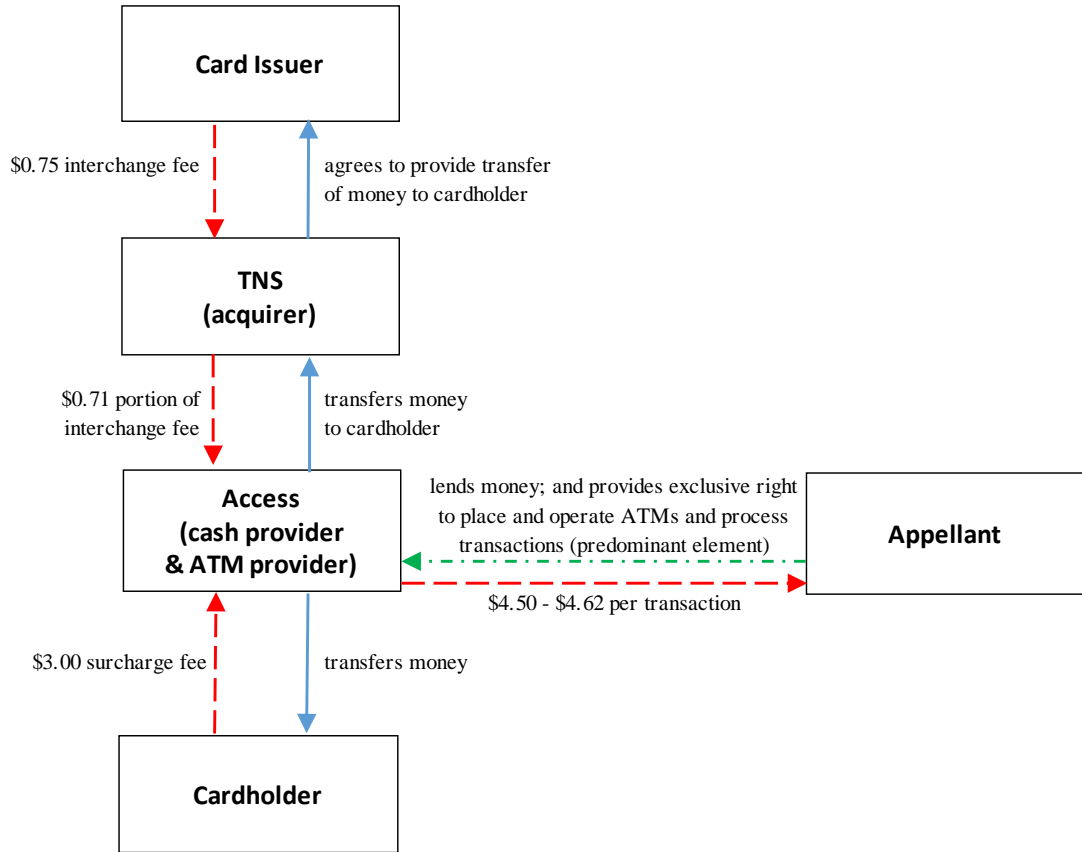 Card Issuer
$0.75 interchange fee
agrees to provide transfer
of money to cardholder
TNS
(acquirer)
$0.71 portion of
interchange fee
transfers money
to cardholder
Access
(cash provider
& ATM provider)
lends money; and provides exclusive right
to place and operate ATMs and process
transactions (predominant element)
Appellant
$4.50 - $4.62 per transaction
$3.00 surcharge fee
transfers money
Cardholder